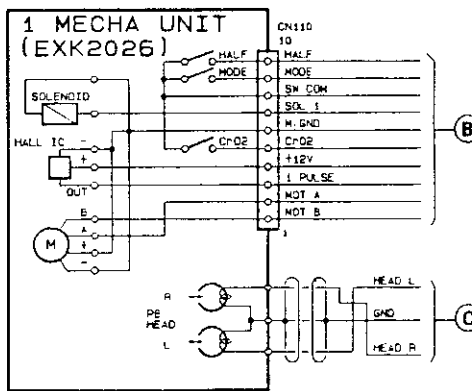 1 MECHA UNIT
(EXK2026)
CN110
10
HALF HALF
MODE MODE
SW COM
SOLENOID
SOL 1
M.GND
HALL IC
CrO2 CrO2
+12V
1 PULSE
OUT
MOT A
MOT B
B
A
+
-
M
1
B
R
PB
HEAD
L
HEAD L
GND
HEAD R
C